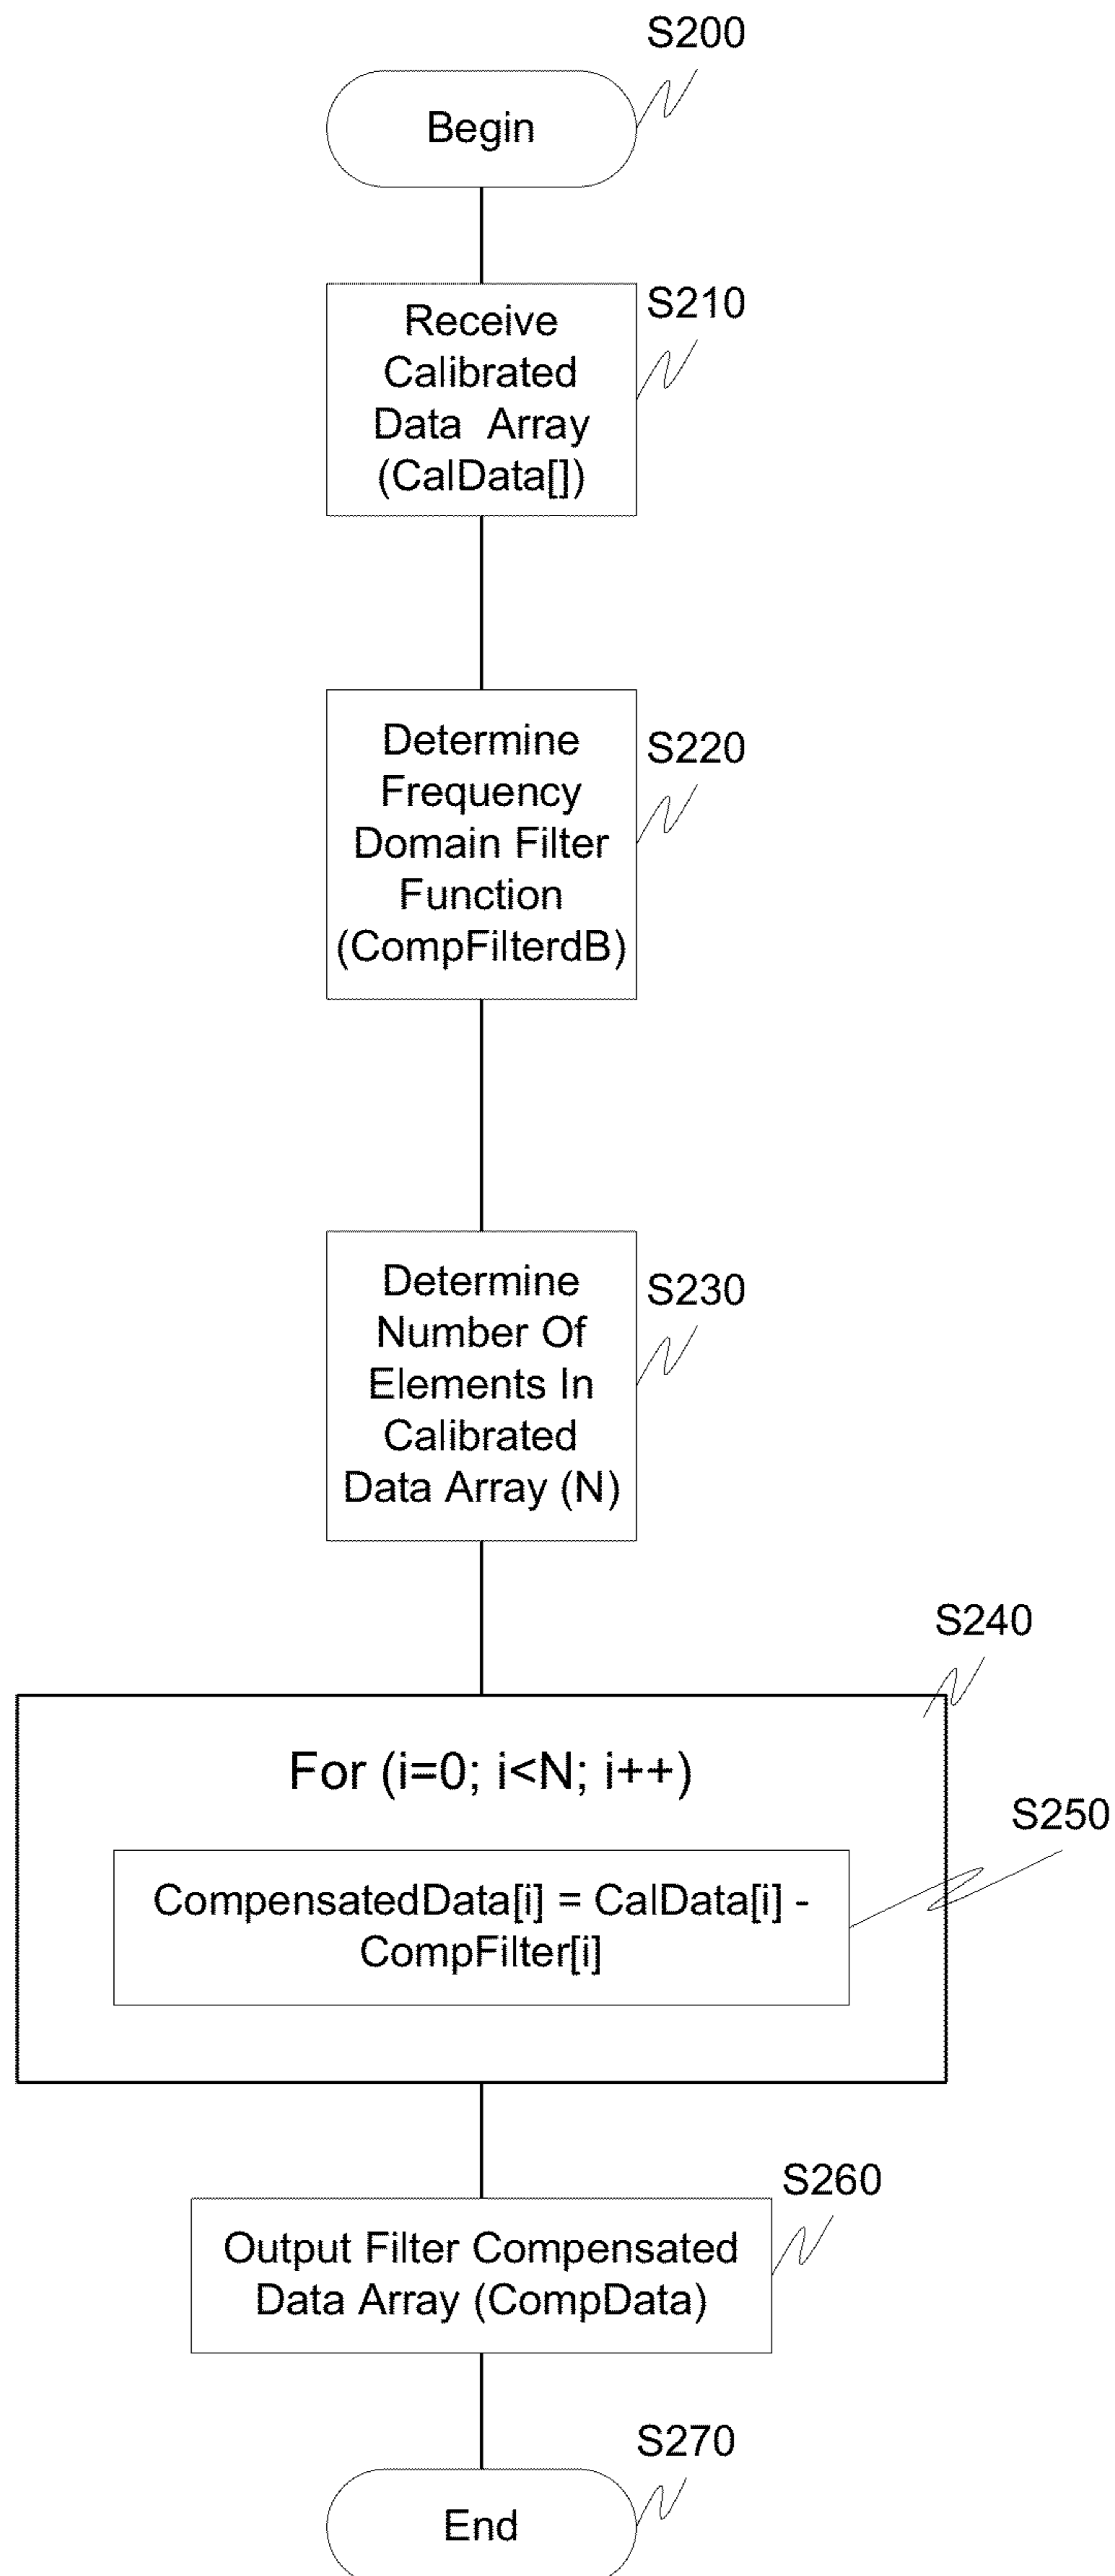 S200
Begin
S210
Receive
Calibrated
Data Array
(CalData[])
S220
Determine
Frequency
Domain Filter
Function
(CompFilterdB)
S230
Determine
Number Of
Elements In
Calibrated
Data Array (N)
S240
For (i=0; i<N; i++)
S250
CompensatedData[i] = CalData[i] -
CompFilter[i]
S260
Output Filter Compensated
Data Array (CompData)
S270
End